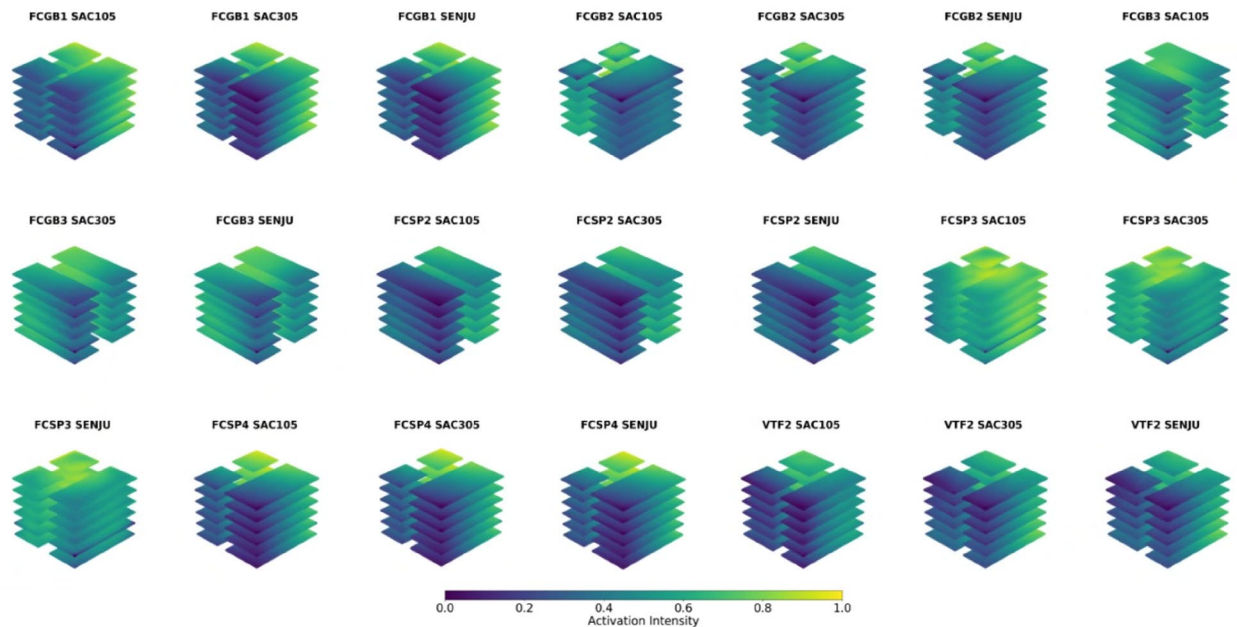 FCGB1 SAC105 FCGB1 SAC305 FCGB1 SENJU FCGB2 SAC105 FCGB2 SAC305 FCGB2 SENJU FCGB3 SAC105
FCGB3 SAC305 FCGB3 SENJU FCSP2 SAC105 FCSP2 SAC305 FCSP2 SENJU FCSP3 SAC105 FCSP3 SAC305
FCSP3 SENJU FCSP4 SAC105 FCSP4 SAC305 FCSP4 SENJU VTF2 SAC105 VTF2 SAC305 VTF2 SENJU
0.0 0.2 0.4 0.6 0.8 1.0
Activation Intensity